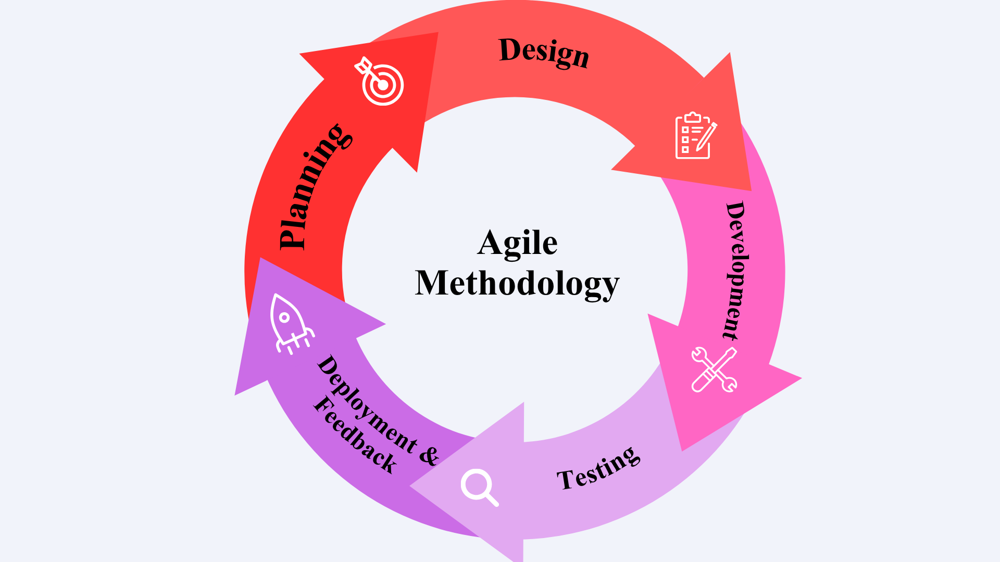 Agile
Methodology
Planning
Design
Development
Testing
Deployment &
Feedback